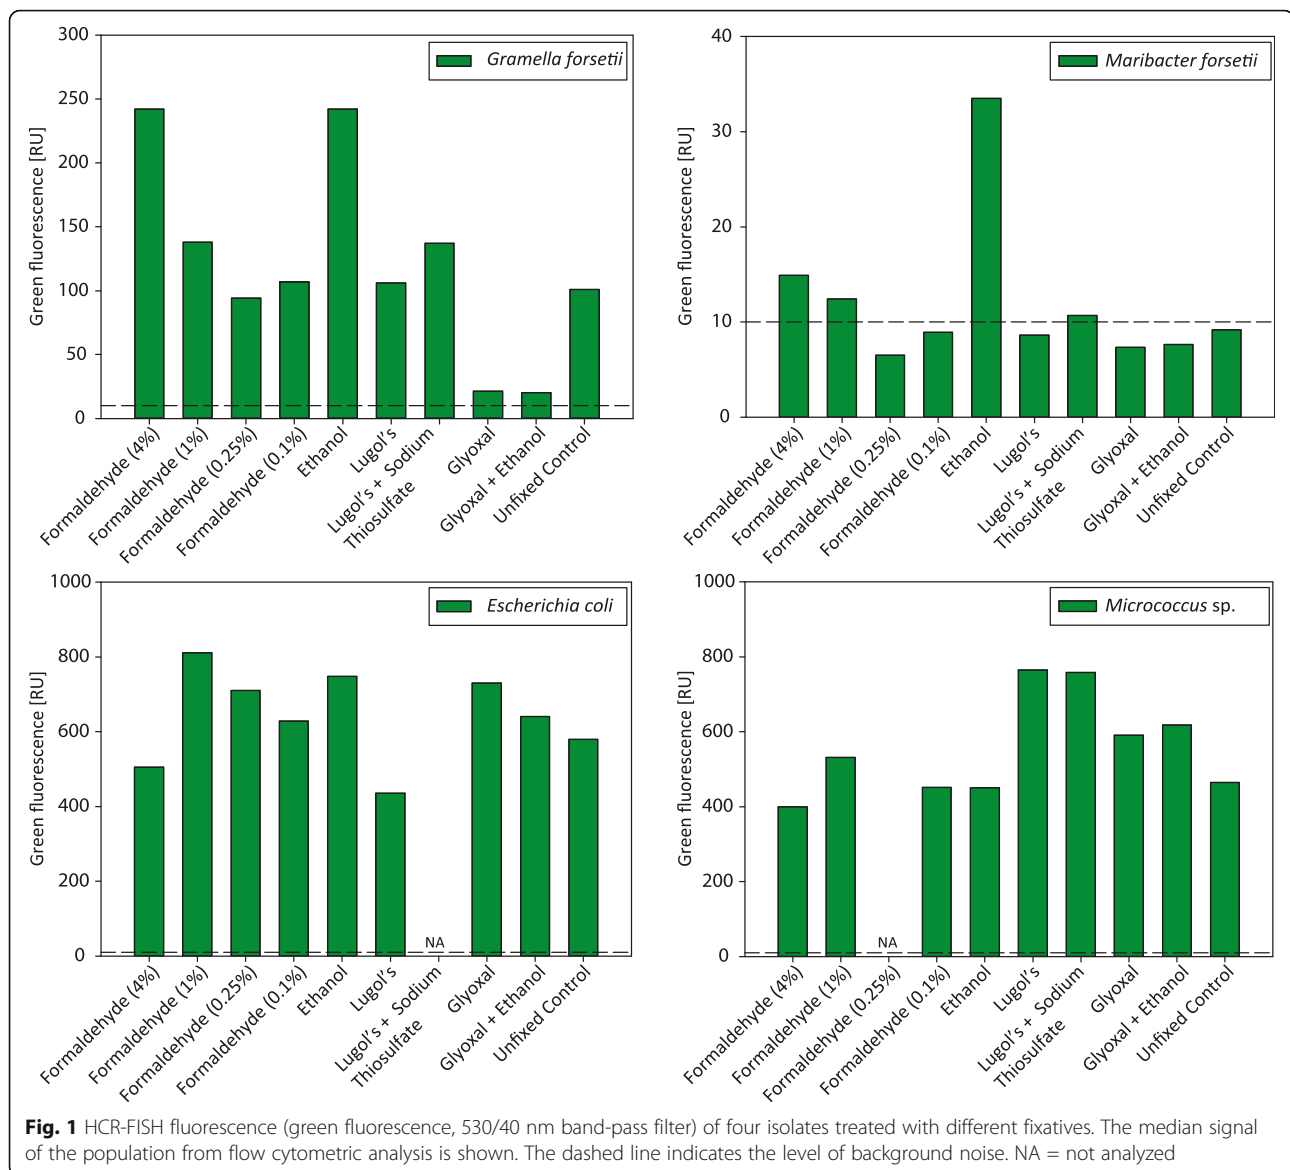 300
250
200
150
100
50
0
Green fluorescence [RU]
Gramella forsetii
Formaldehyde (4%)
Formaldehyde (1%)
Formaldehyde (0.25%)
Formaldehyde (0.1%)
Ethanol
Lugol's
Lugol's + Sodium
Thiosulfate
Glyoxal
Glyoxal + Ethanol
Unfixed Control
40
30
20
10
0
Green fluorescence [RU]
Maribacter forsetii
Formaldehyde (4%)
Formaldehyde (1%)
Formaldehyde (0.25%)
Formaldehyde (0.1%)
Ethanol
Lugol's
Lugol's + Sodium
Thiosulfate
Glyoxal
Glyoxal + Ethanol
Unfixed Control
1000
800
600
400
200
0
Green fluorescence [RU]
Escherichia coli
NA
Formaldehyde (4%)
Formaldehyde (1%)
Formaldehyde (0.25%)
Formaldehyde (0.1%)
Ethanol
Lugol's
Lugol's + Sodium
Thiosulfate
Glyoxal
Glyoxal + Ethanol
Unfixed Control
1000
800
600
400
200
0
Green fluorescence [RU]
Micrococcus sp.
NA
Formaldehyde (4%)
Formaldehyde (1%)
Formaldehyde (0.25%)
Formaldehyde (0.1%)
Ethanol
Lugol's
Lugol's + Sodium
Thiosulfate
Glyoxal
Glyoxal + Ethanol
Unfixed Control
Fig. 1 HCR-FISH fluorescence (green fluorescence, 530/40 nm band-pass filter) of four isolates treated with different fixatives. The median signal
of the population from flow cytometric analysis is shown. The dashed line indicates the level of background noise. NA = not analyzed